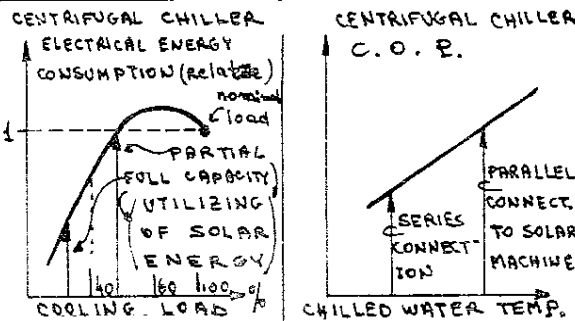 CENTRIFUGAL CHILLER
ELECTRICAL ENERGY
CONSUMPTION (relative)
nominal
load
1
PARTIAL
FULL CAPACITY
UTILIZING
OF SOLAR
ENERGY
40 60 100 %
COOLING LOAD
CENTRIFUGAL CHILLER
C.O.P.
SERIES
CONNECT-
ION
PARALLEL
CONNECT.
TO SOLAR
MACHINE
CHILLED WATER TEMP.